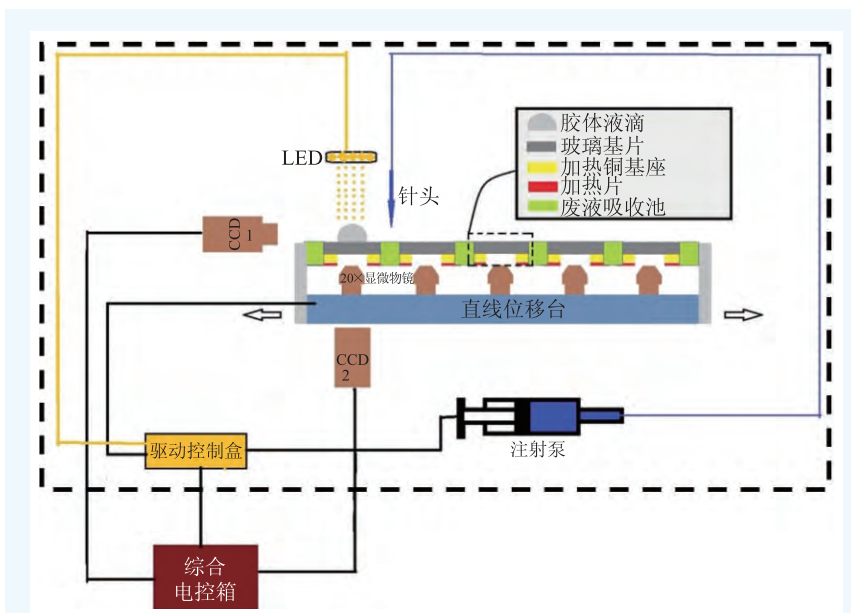 LED
针头
胶体液滴
玻璃基片
加热铜基座
加热片
废液吸收池
CCD
1
20×显微物镜
直线位移台
CCD
2
驱动控制盒
注射泵
综合
电控箱